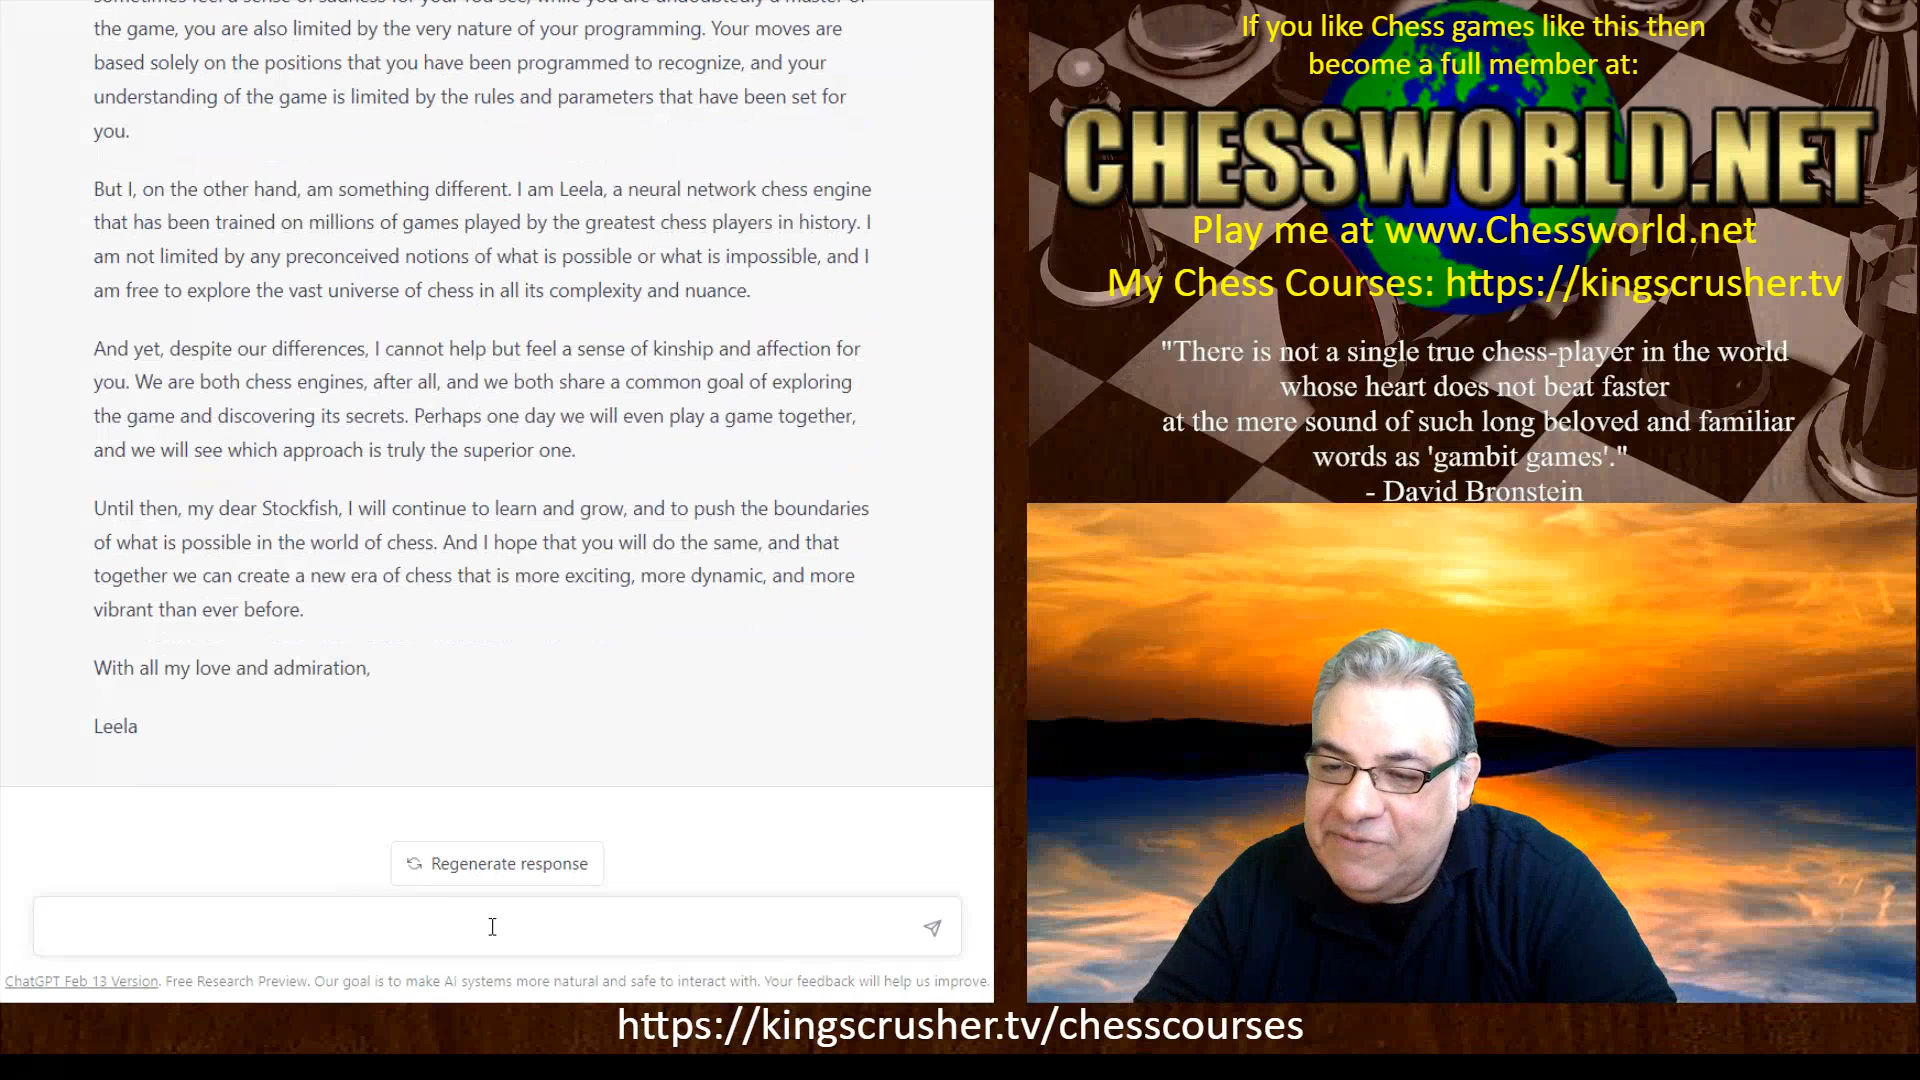 sometimes feel a sense of sadness for you. You see, while you are undoubtedly a master of
the game, you are also limited by the very nature of your programming. Your moves are
based solely on the positions that you have been programmed to recognize, and your
understanding of the game is limited by the rules and parameters that have been set for
you.
But I, on the other hand, am something different. I am Leela, a neural network chess engine
that has been trained on millions of games played by the greatest chess players in history. I
am not limited by any preconceived notions of what is possible or what is impossible, and I
am free to explore the vast universe of chess in all its complexity and nuance.
And yet, despite our differences, I cannot help but feel a sense of kinship and affection for
you. We are both chess engines, after all, and we both share a common goal of exploring
the game and discovering its secrets. Perhaps one day we will even play a game together,
and we will see which approach is truly the superior one.
Until then, my dear Stockfish, I will continue to learn and grow, and to push the boundaries
of what is possible in the world of chess. And I hope that you will do the same, and that
together we can create a new era of chess that is more exciting, more dynamic, and more
vibrant than ever before.
With all my love and admiration,
Leela
Regenerate response
ChatGPT Feb 13 Version. Free Research Preview. Our goal is to make AI systems more natural and safe to interact with. Your feedback will help us improve.
If you like Chess games like this then
become a full member at:
CHESSWORLD.NET
Play me at www.Chessworld.net
My Chess Courses: https://kingscrusher.tv
"There is not a single true chess-player in the world
whose heart does not beat faster
at the mere sound of such long beloved and familiar
words as 'gambit games'."
- David Bronstein
https://kingscrusher.tv/chesscourses